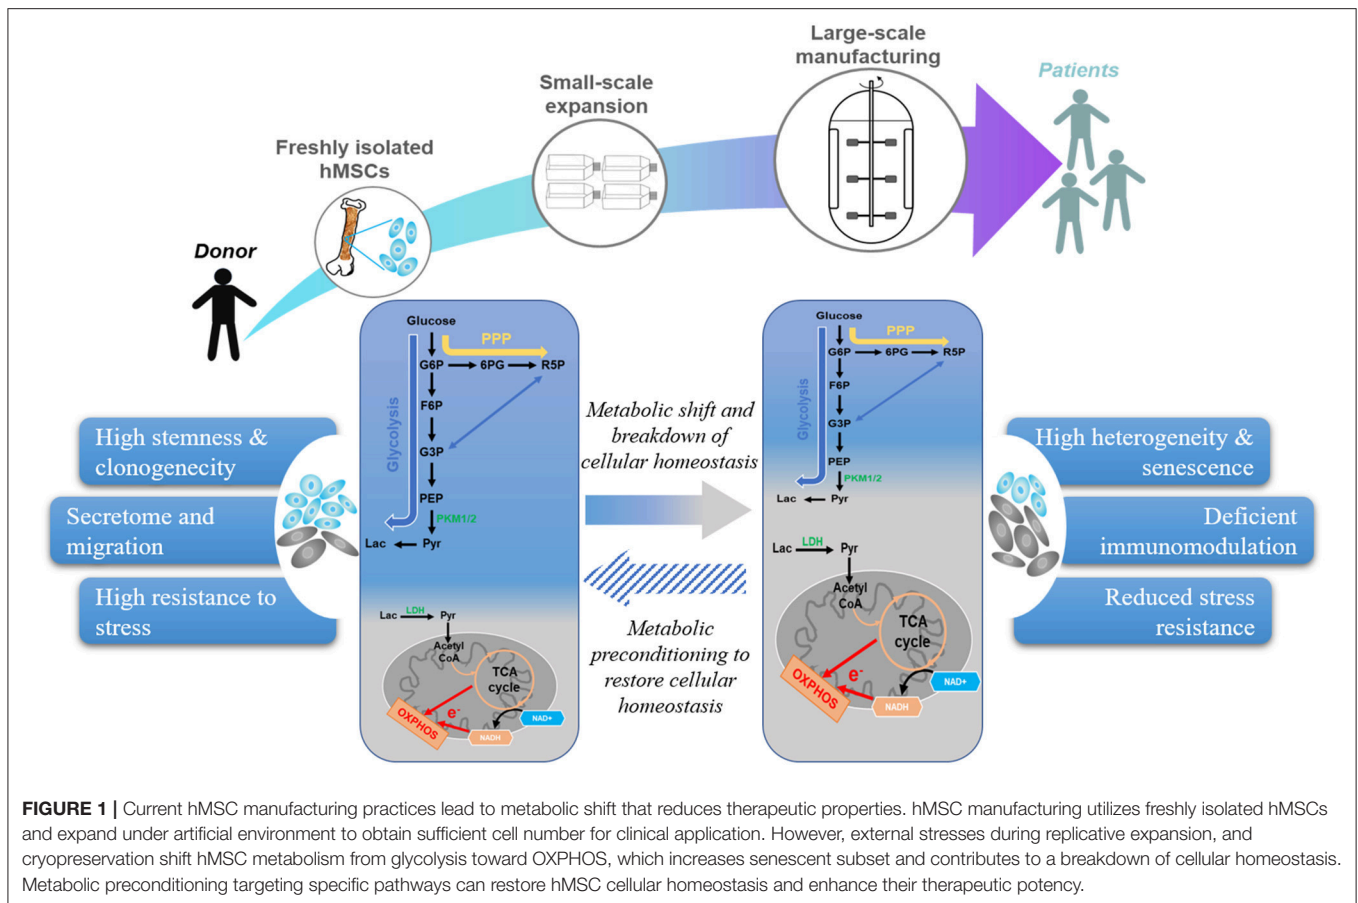 Large-scale
manufacturing
Patients
Small-scale
expansion
Freshly isolated
hMSCs
Donor
Glucose
PPP
G6P
6PG
R5P
F6P
Glycolysis
G3P
PEP
PKM1/2
Lac
Pyr
Lac
LDH
Pyr
Acetyl
CoA
TCA
cycle
OXPHOS
e-
NADH
NAD+
High stemness &
clonogenecity
Secretome and
migration
High resistance to
stress
Metabolic shift and
breakdown of
cellular homeostasis
Metabolic
preconditioning to
restore cellular
homeostasis
Glucose
PPP
G6P
6PG
R5P
F6P
Glycolysis
G3P
PEP
PKM1/2
Lac
Pyr
Lac
LDH
Pyr
Acetyl
CoA
TCA
cycle
OXPHOS
e-
NADH
NAD+
High heterogeneity &
senescence
Deficient
immunomodulation
Reduced stress
resistance
FIGURE 1 | Current hMSC manufacturing practices lead to metabolic shift that reduces therapeutic properties. hMSC manufacturing utilizes freshly isolated hMSCs
and expand under artificial environment to obtain sufficient cell number for clinical application. However, external stresses during replicative expansion, and
cryopreservation shift hMSC metabolism from glycolysis toward OXPHOS, which increases senescent subset and contributes to a breakdown of cellular homeostasis.
Metabolic preconditioning targeting specific pathways can restore hMSC cellular homeostasis and enhance their therapeutic potency.